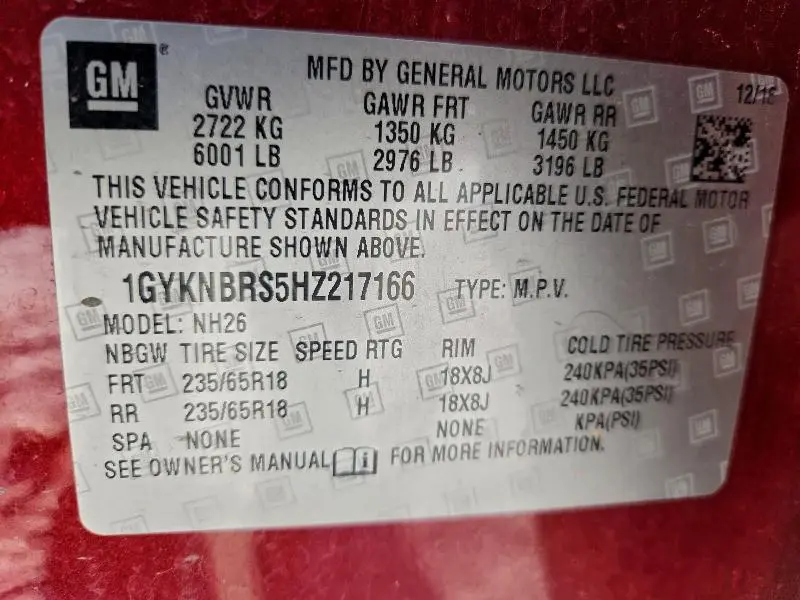 GM
MFD BY GENERAL MOTORS LLC
GVWR GAWR FRT GAWR RR 12/16
2722 KG 1350 KG 1450 KG
6001 LB 2976 LB 3196 LB
THIS VEHICLE CONFORMS TO ALL APPLICABLE U.S. FEDERAL MOTOR
VEHICLE SAFETY STANDARDS IN EFFECT ON THE DATE OF
MANUFACTURE SHOWN ABOVE.
1GYKNBRS5HZ217166 TYPE: M.P.V.
MODEL: NH26
NBGW TIRE SIZE SPEED RTG RIM COLD TIRE PRESSURE
FRT 235/65R18 H 18X8J 240KPA(35PSI)
RR 235/65R18 H 18X8J 240KPA(35PSI)
SPA NONE NONE KPA(PSI)
SEE OWNER'S MANUAL FOR MORE INFORMATION.